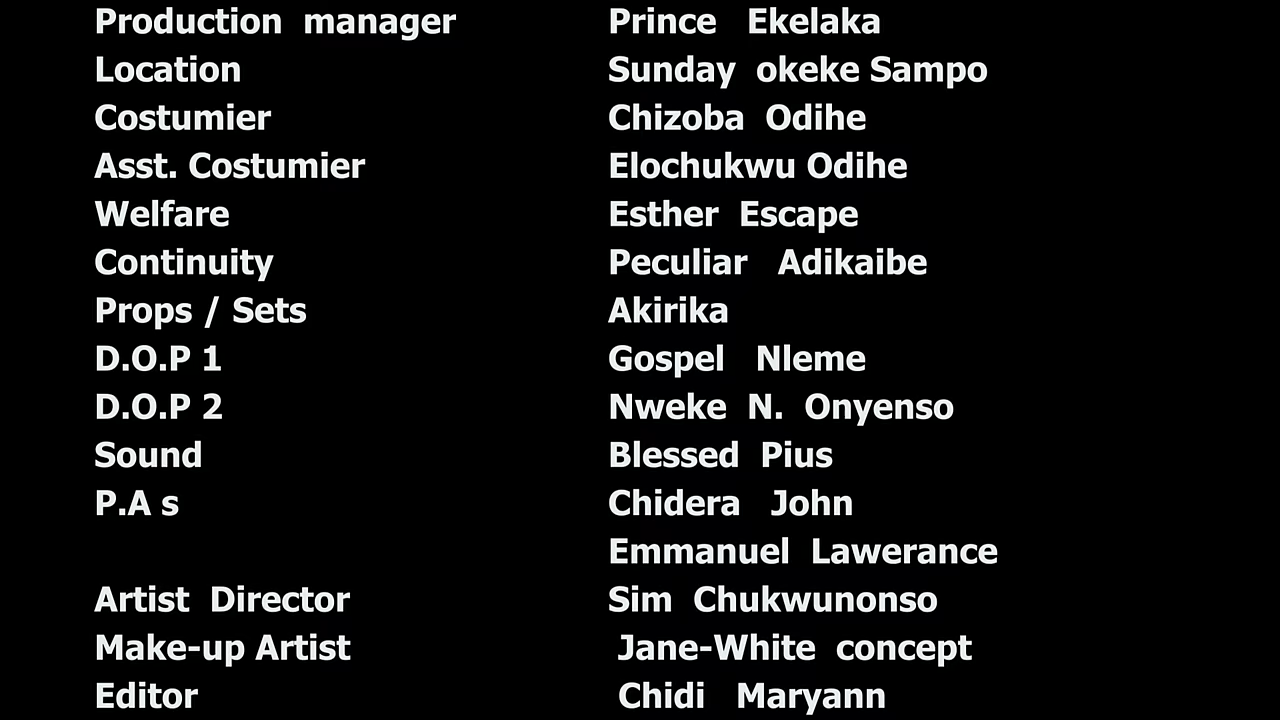 Production manager Prince Ekelaka
Location Sunday okeke Sampo
Costumier Chizoba Odihe
Asst. Costumier Elochukwu Odihe
Welfare Esther Escape
Continuity Peculiar Adikaibe
Props / Sets Akirika
D.O.P 1 Gospel Nleme
D.O.P 2 Nweke N. Onyenso
Sound Blessed Pius
P.A s Chidera John
Emmanuel Lawerance
Artist Director Sim Chukwunonso
Make-up Artist Jane-White concept
Editor Chidi Maryann